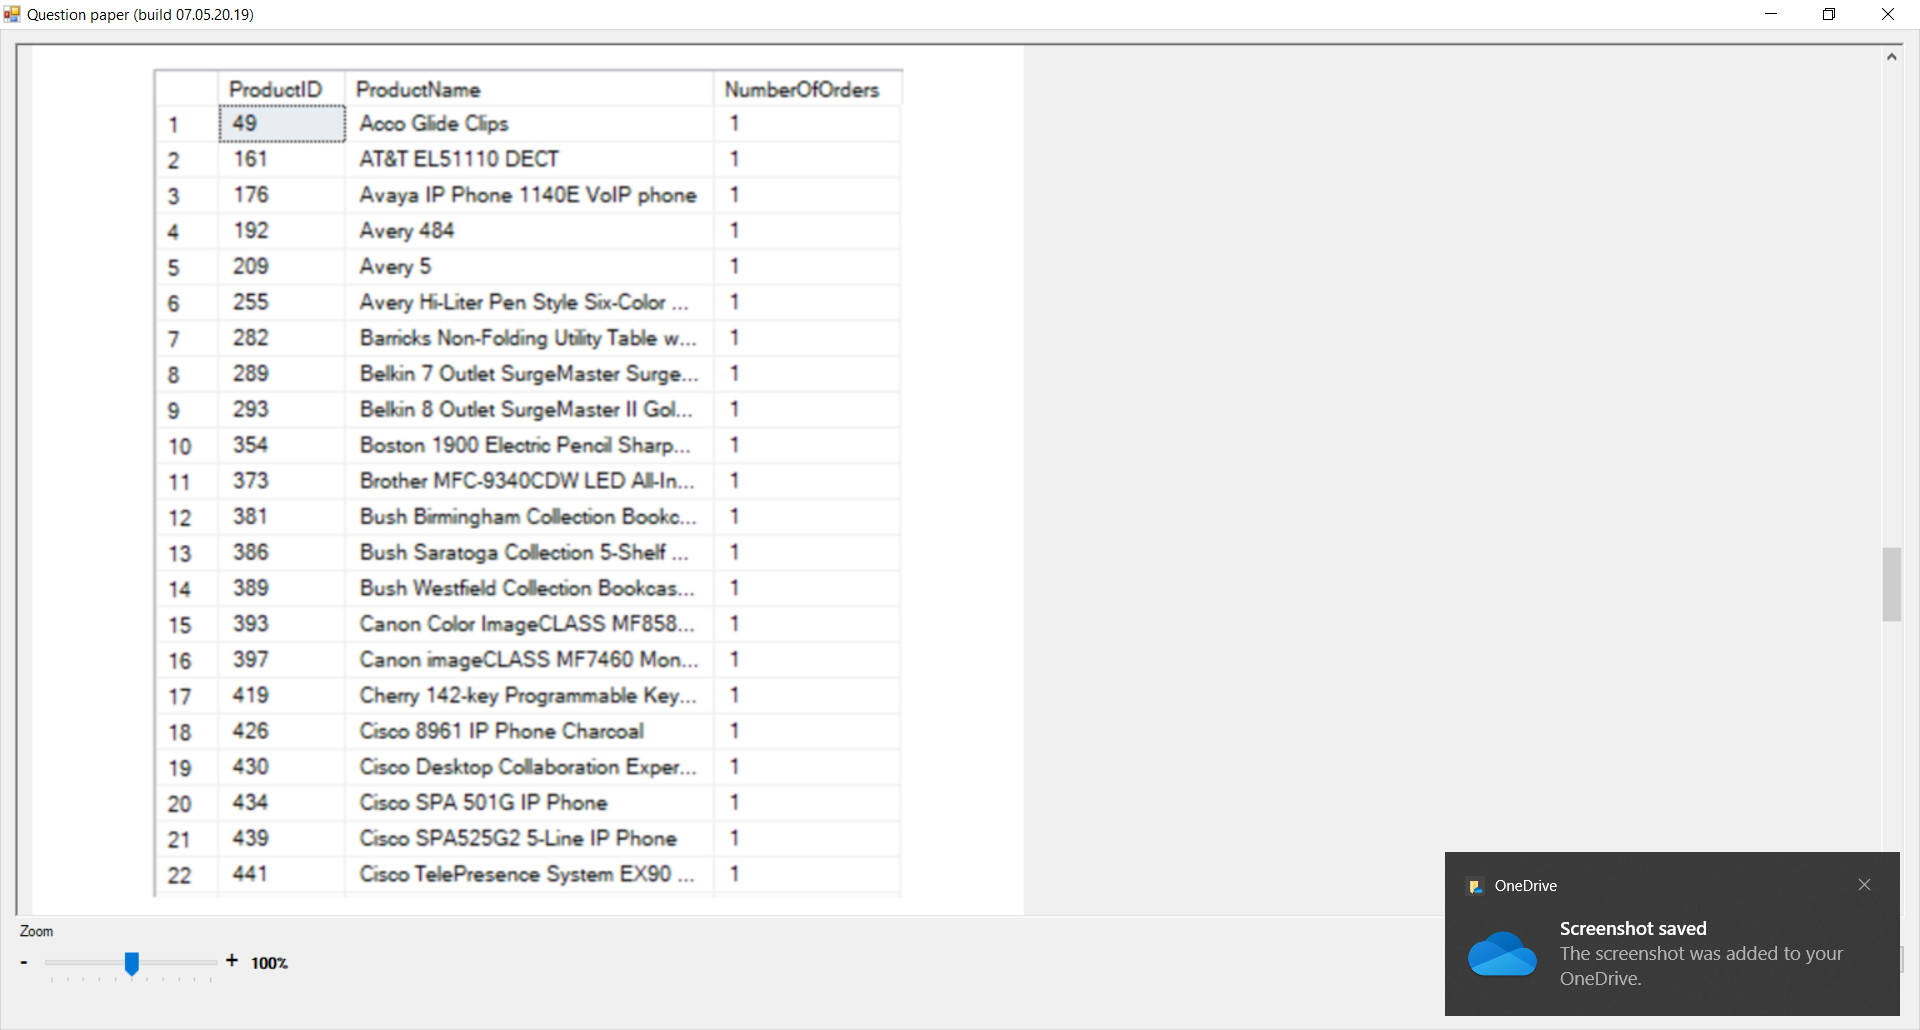 Question paper (build 07.05.20.19)
ProductID ProductName NumberOfOrders
1 49 Acco Glide Clips 1
2 161 AT&T EL51110 DECT 1
3 176 Avaya IP Phone 1140E VoIP phone 1
4 192 Avery 484 1
5 209 Avery 5 1
6 255 Avery Hi-Liter Pen Style Six-Color ... 1
7 282 Barricks Non-Folding Utility Table w... 1
8 289 Belkin 7 Outlet SurgeMaster Surge... 1
9 293 Belkin 8 Outlet SurgeMaster II Gol... 1
10 354 Boston 1900 Electric Pencil Sharp... 1
11 373 Brother MFC-9340CDW LED All-In... 1
12 381 Bush Birmingham Collection Bookc... 1
13 386 Bush Saratoga Collection 5-Shelf ... 1
14 389 Bush Westfield Collection Bookcas... 1
15 393 Canon Color ImageCLASS MF858... 1
16 397 Canon imageCLASS MF7460 Mon... 1
17 419 Cherry 142-key Programmable Key... 1
18 426 Cisco 8961 IP Phone Charcoal 1
19 430 Cisco Desktop Collaboration Exper... 1
20 434 Cisco SPA 501G IP Phone 1
21 439 Cisco SPA525G2 5-Line IP Phone 1
22 441 Cisco TelePresence System EX90 ... 1
Zoom
- + 100%
OneDrive
Screenshot saved
The screenshot was added to your
OneDrive.